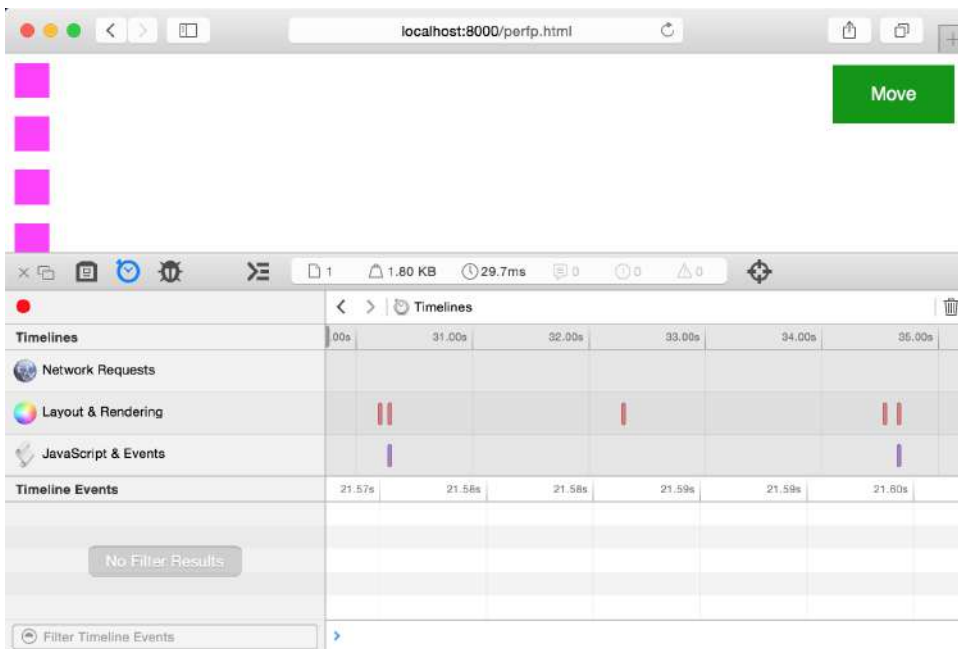 localhost:8000/perfp.html
Move
1 1.80 KB 29.7ms 0 0 0
Timelines
Timelines .00s 31.00s 32.00s 33.00s 34.00s 35.00s
Network Requests
Layout & Rendering
JavaScript & Events
Timeline Events 21.57s 21.58s 21.58s 21.59s 21.59s 21.60s
No Filter Results
Filter Timeline Events